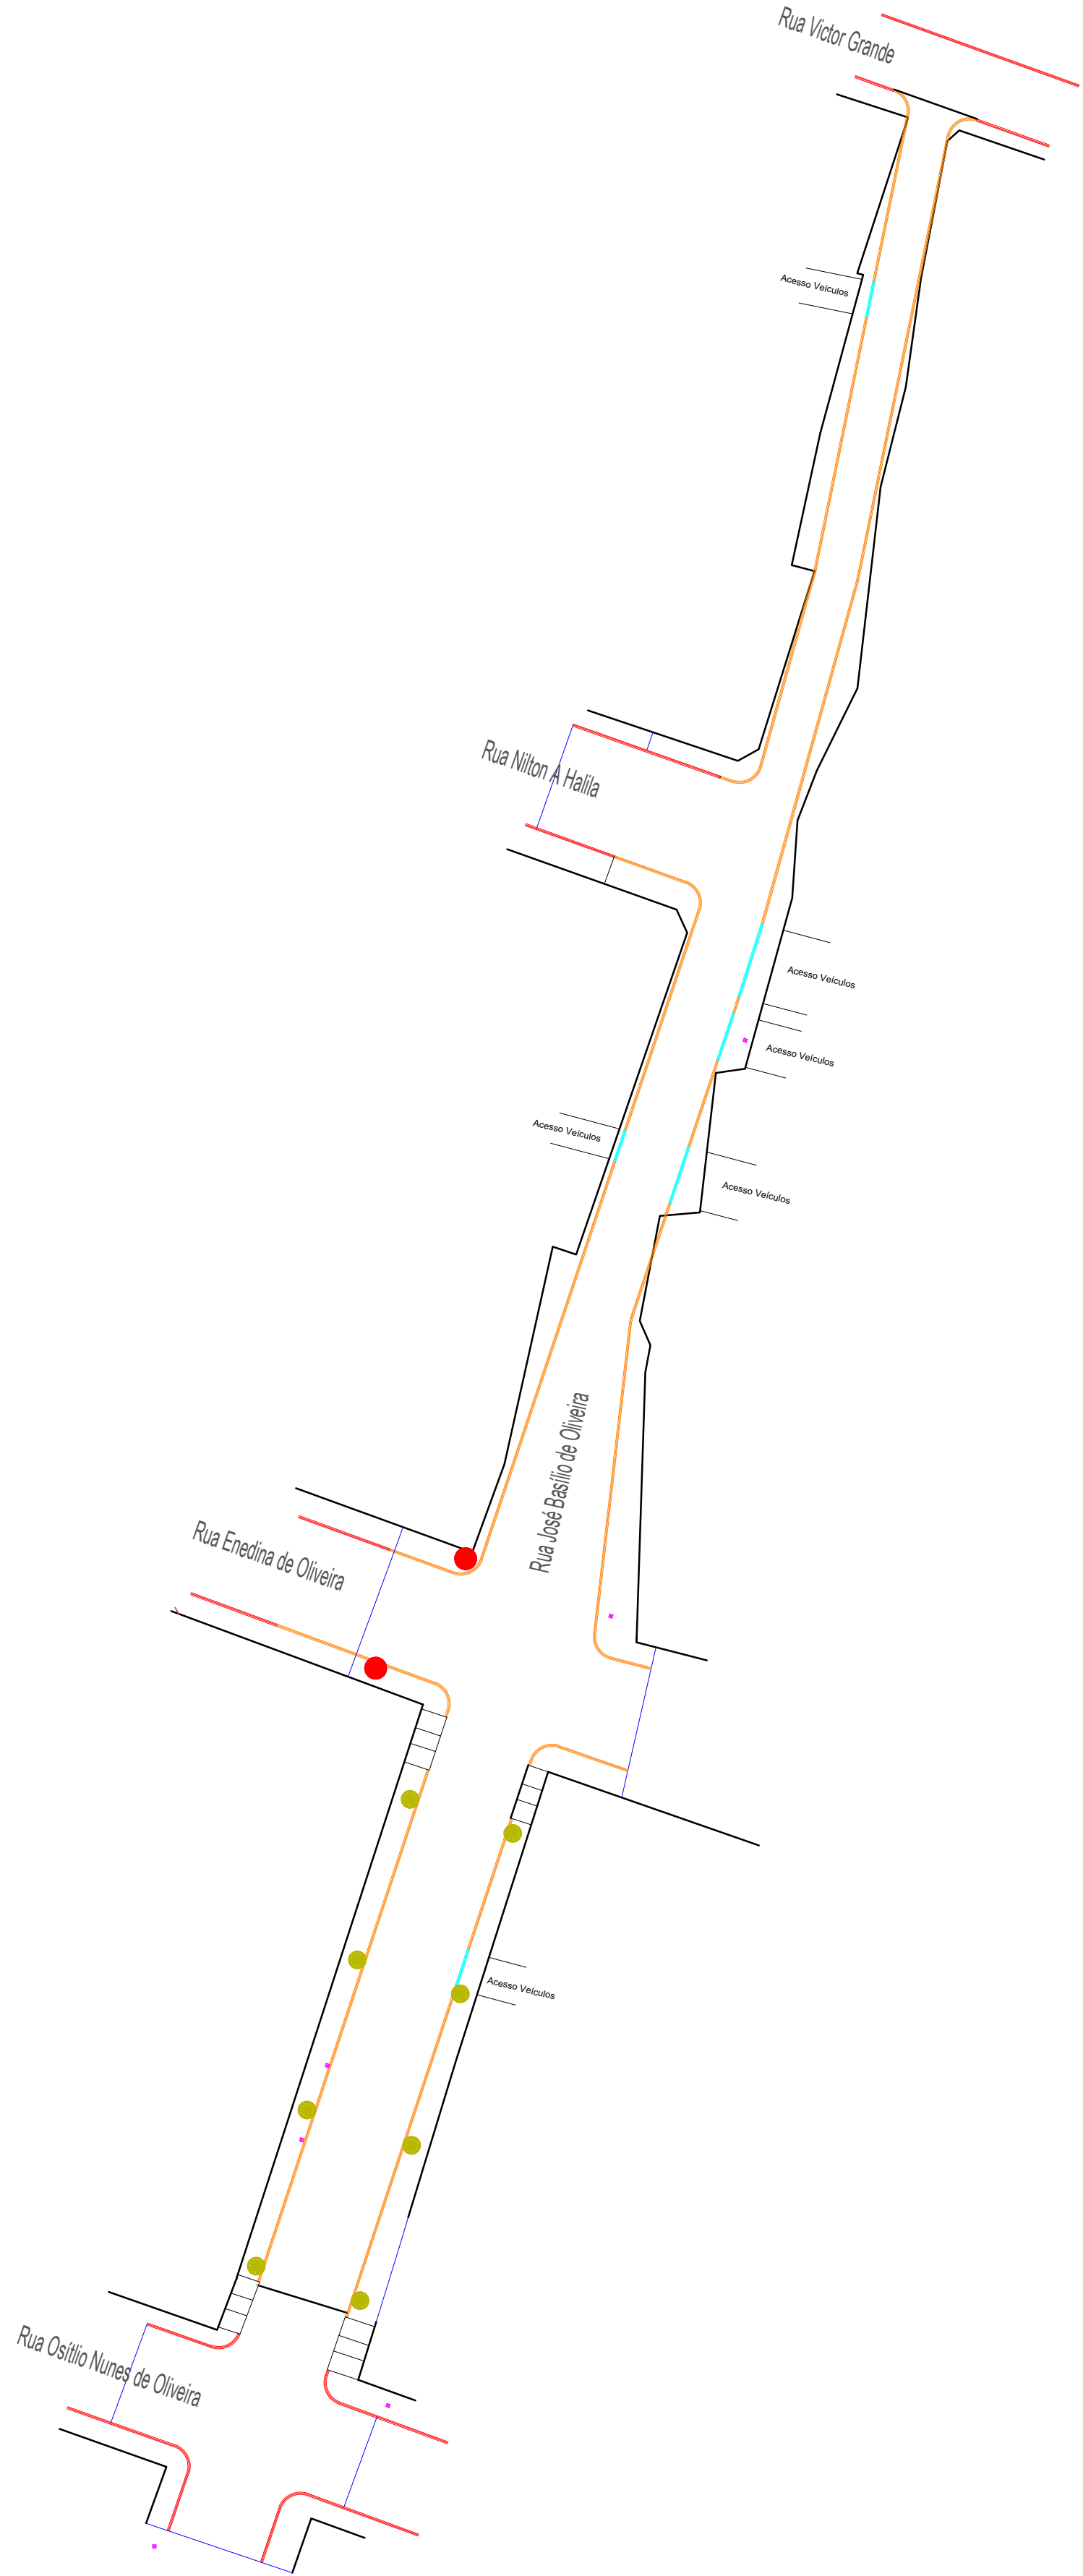 Rua Victor Grande
Acesso Veículos
Rua Nilton A Halila
Acesso Veículos
Acesso Veículos
Acesso Veículos
Acesso Veículos
Rua José Basílio de Oliveira
Rua Enedina de Oliveira
Acesso Veículos
Rua Osítlio Nunes de Oliveira